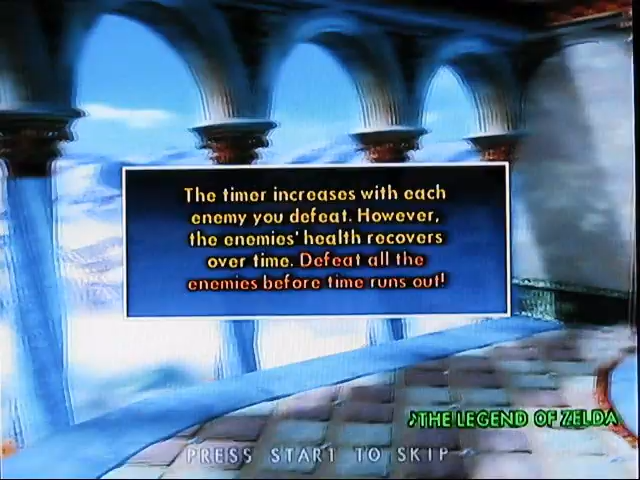 The timer increases with each
enemy you defeat. However,
the enemies' health recovers
over time. Defeat all the
enemies before time runs out!
♪THE LEGEND OF ZELDA
PRESS START TO SKIP